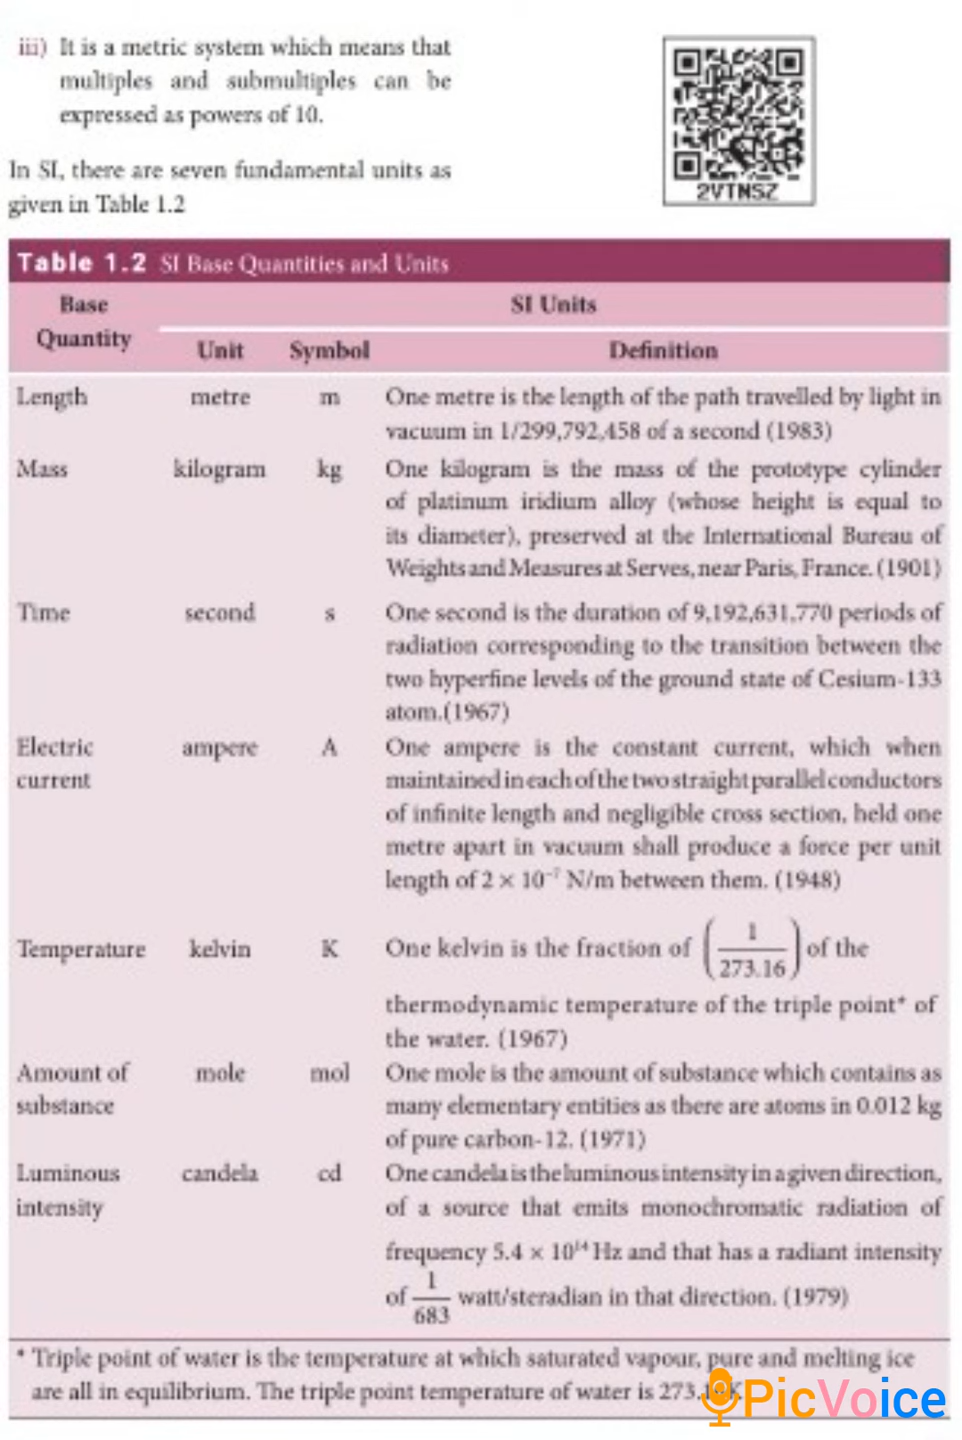 iii) It is a metric system which means that
multiples and submultiples can be
expressed as powers of 10.
In SI, there are seven fundamental units as
given in Table 1.2
2VTNSZ
Table 1.2 SI Base Quantities and Units
Base Quantity
SI Units
Unit Symbol Definition
Length metre m One metre is the length of the path travelled by light in
vacuum in 1/299,792,458 of a second (1983)
Mass kilogram kg One kilogram is the mass of the prototype cylinder
of platinum iridium alloy (whose height is equal to
its diameter), preserved at the International Bureau of
Weights and Measures at Serves, near Paris, France. (1901)
Time second s One second is the duration of 9,192,631,770 periods of
radiation corresponding to the transition between the
two hyperfine levels of the ground state of Cesium-133
atom.(1967)
Electric current ampere A One ampere is the constant current, which when
maintained in each of the two straight parallel conductors
of infinite length and negligible cross section, held one
metre apart in vacuum shall produce a force per unit
length of 2 × 10⁻⁷ N/m between them. (1948)
Temperature kelvin K One kelvin is the fraction of (1/273.16) of the
thermodynamic temperature of the triple point* of
the water. (1967)
Amount of substance mole mol One mole is the amount of substance which contains as
many elementary entities as there are atoms in 0.012 kg
of pure carbon-12. (1971)
Luminous intensity candela cd One candela is the luminous intensity in a given direction,
of a source that emits monochromatic radiation of
frequency 5.4 × 10¹⁴ Hz and that has a radiant intensity
of 1/683 watt/steradian in that direction. (1979)
* Triple point of water is the temperature at which saturated vapour, pure and melting ice
are all in equilibrium. The triple point temperature of water is
PicVoice